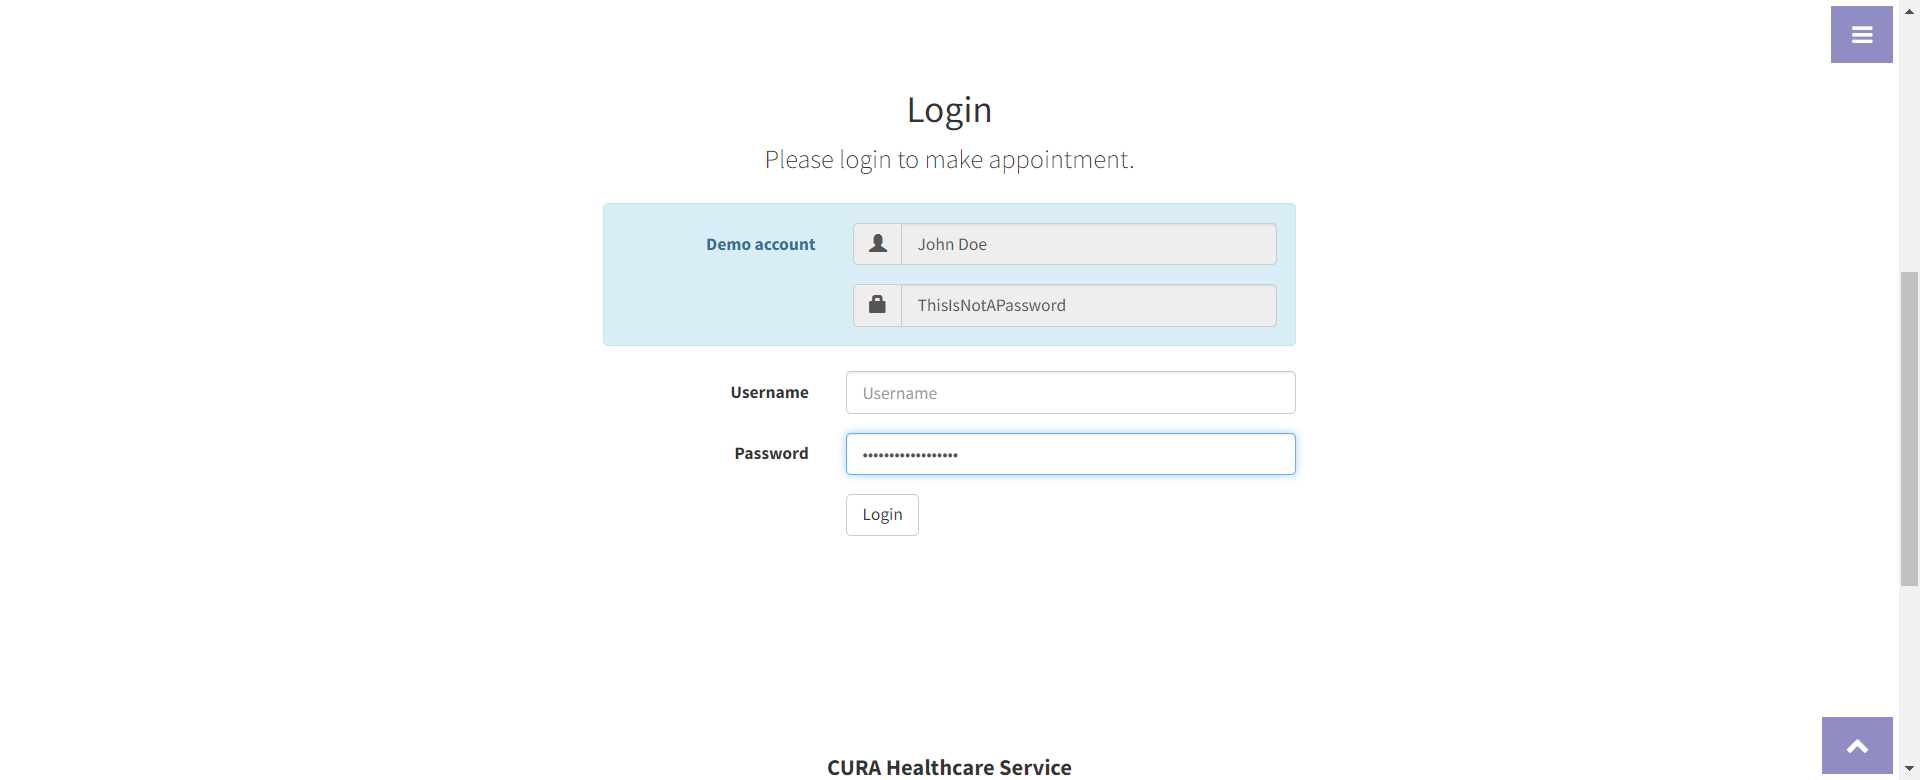 Login
Please login to make appointment.
Demo account
John Doe
ThisIsNotAPassword
Username
Username
Password
••••••••••••••••••
Login
CURA Healthcare Service